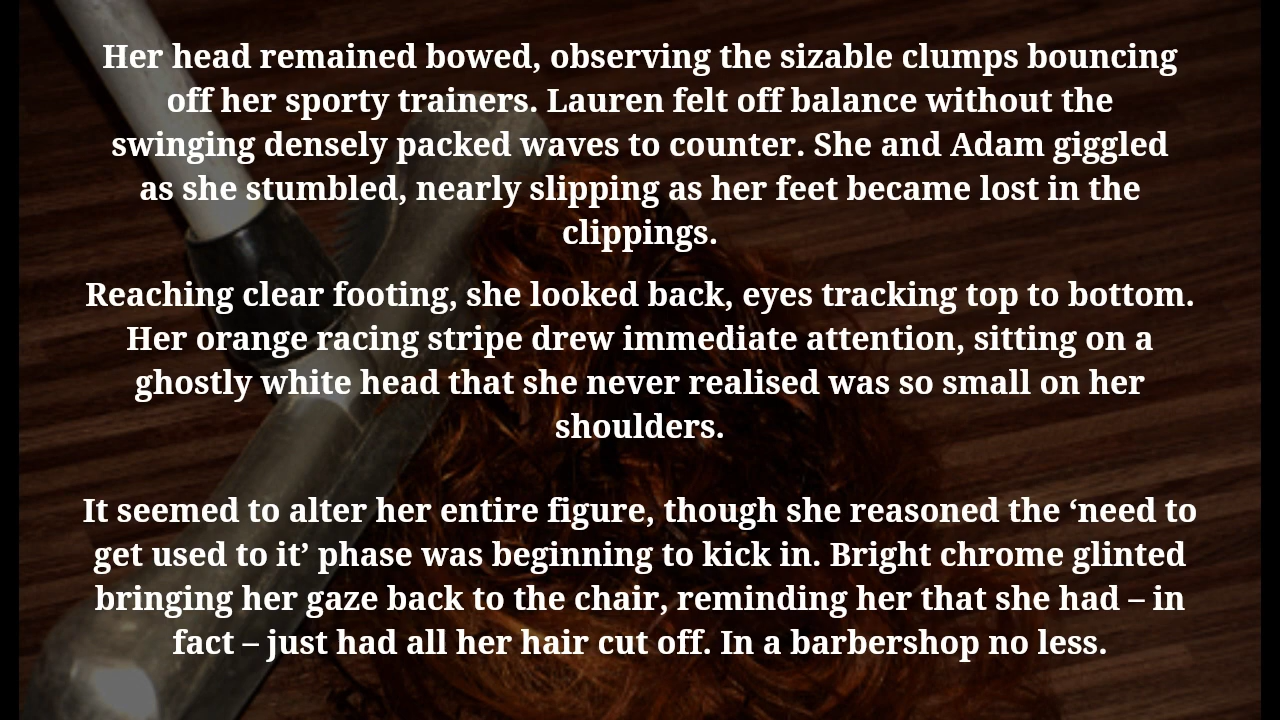 Her head remained bowed, observing the sizable clumps bouncing
off her sporty trainers. Lauren felt off balance without the
swinging densely packed waves to counter. She and Adam giggled
as she stumbled, nearly slipping as her feet became lost in the
clippings.
Reaching clear footing, she looked back, eyes tracking top to bottom.
Her orange racing stripe drew immediate attention, sitting on a
ghostly white head that she never realised was so small on her
shoulders.
It seemed to alter her entire figure, though she reasoned the ‘need to
get used to it’ phase was beginning to kick in. Bright chrome glinted
bringing her gaze back to the chair, reminding her that she had – in
fact – just had all her hair cut off. In a barbershop no less.